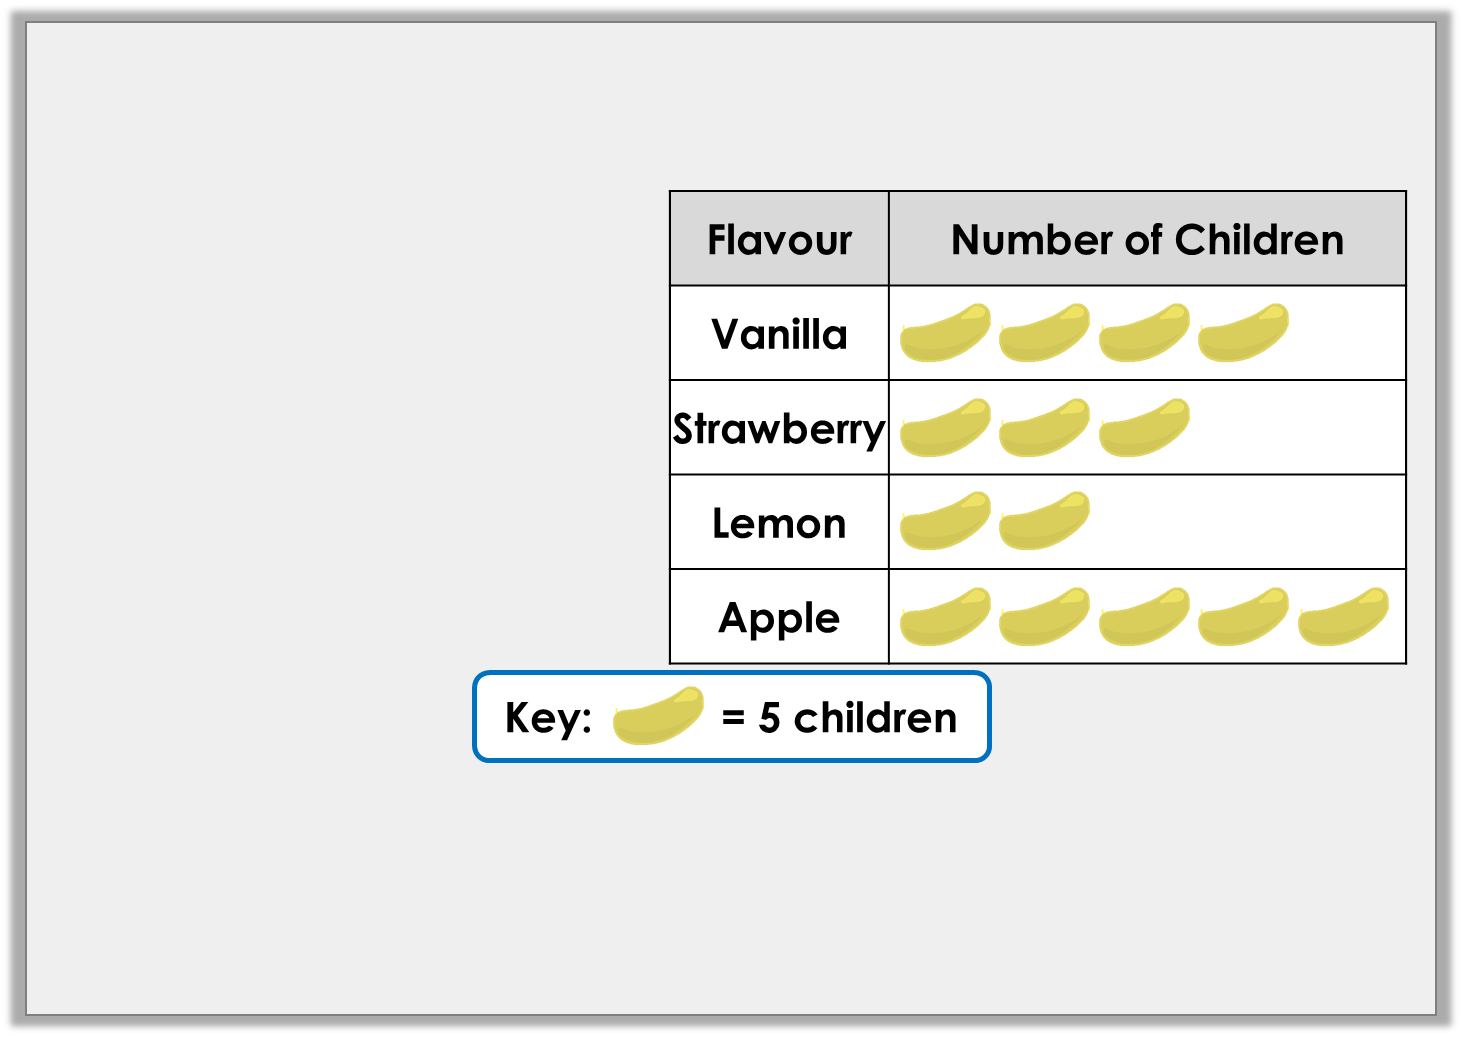 Flavour Number of Children
Vanilla
Strawberry
Lemon
Apple
Key: = 5 children